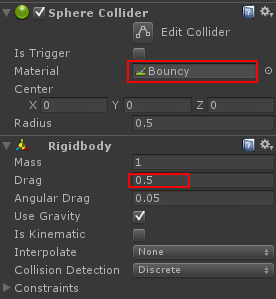 Sphere Collider
Edit Collider
Is Trigger
Material Bouncy
Center
X 0 Y 0 Z 0
Radius 0.5
Rigidbody
Mass 1
Drag 0.5
Angular Drag 0.05
Use Gravity
Is Kinematic
Interpolate None
Collision Detection Discrete
Constraints